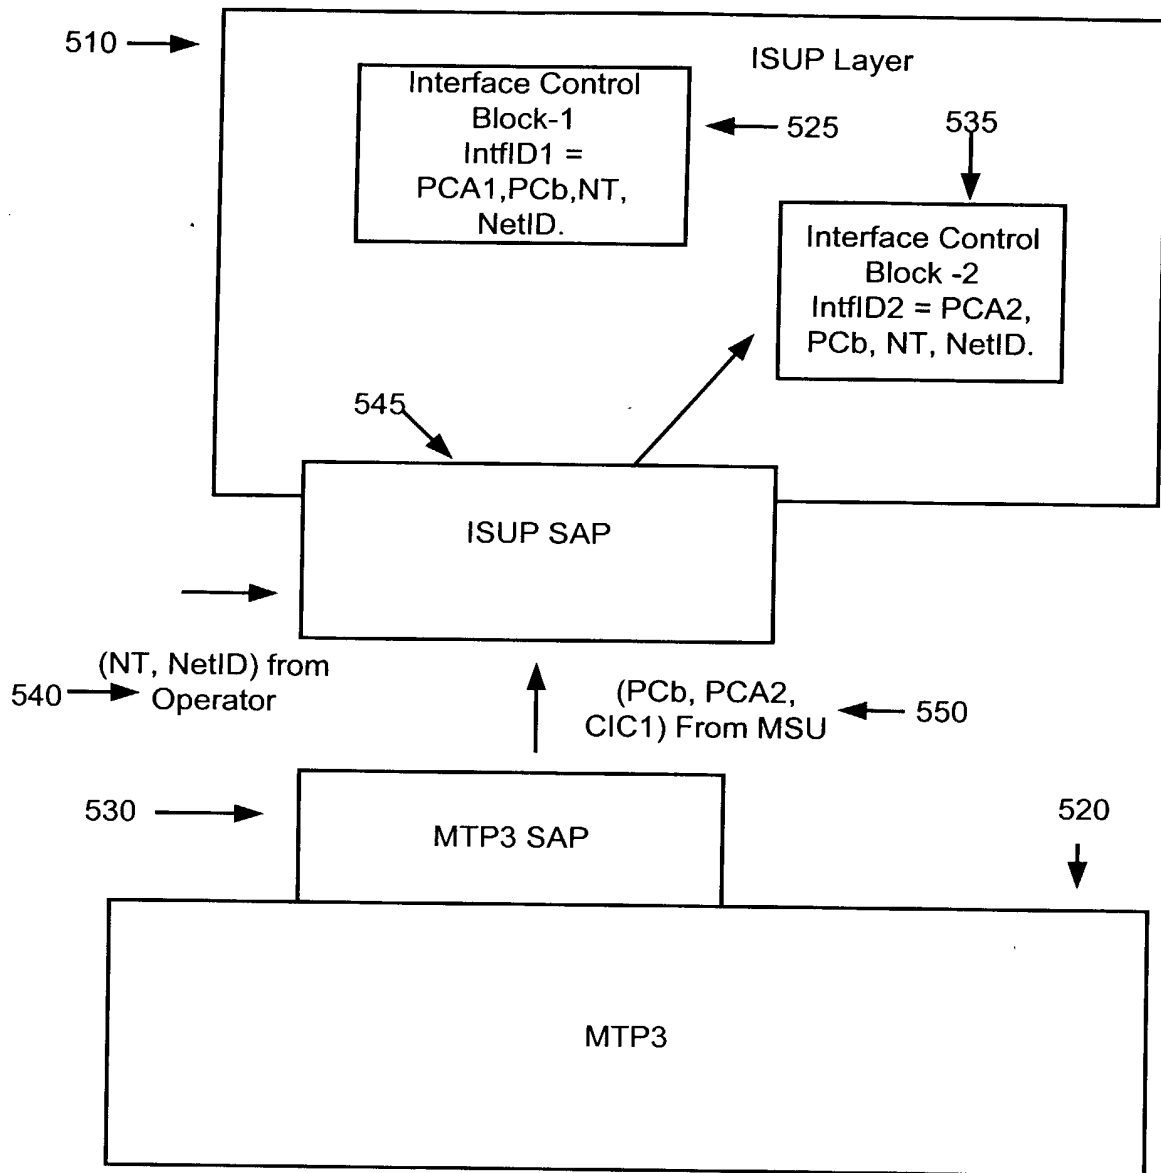 510
ISUP Layer
Interface Control
Block-1
IntfID1 =
PCA1,PCb,NT,
NetID.
525
535
Interface Control
Block -2
IntfID2 = PCA2,
PCb, NT, NetID.
545
ISUP SAP
(NT, NetID) from
Operator
540
(PCb, PCA2,
CIC1) From MSU
550
530
MTP3 SAP
520
MTP3